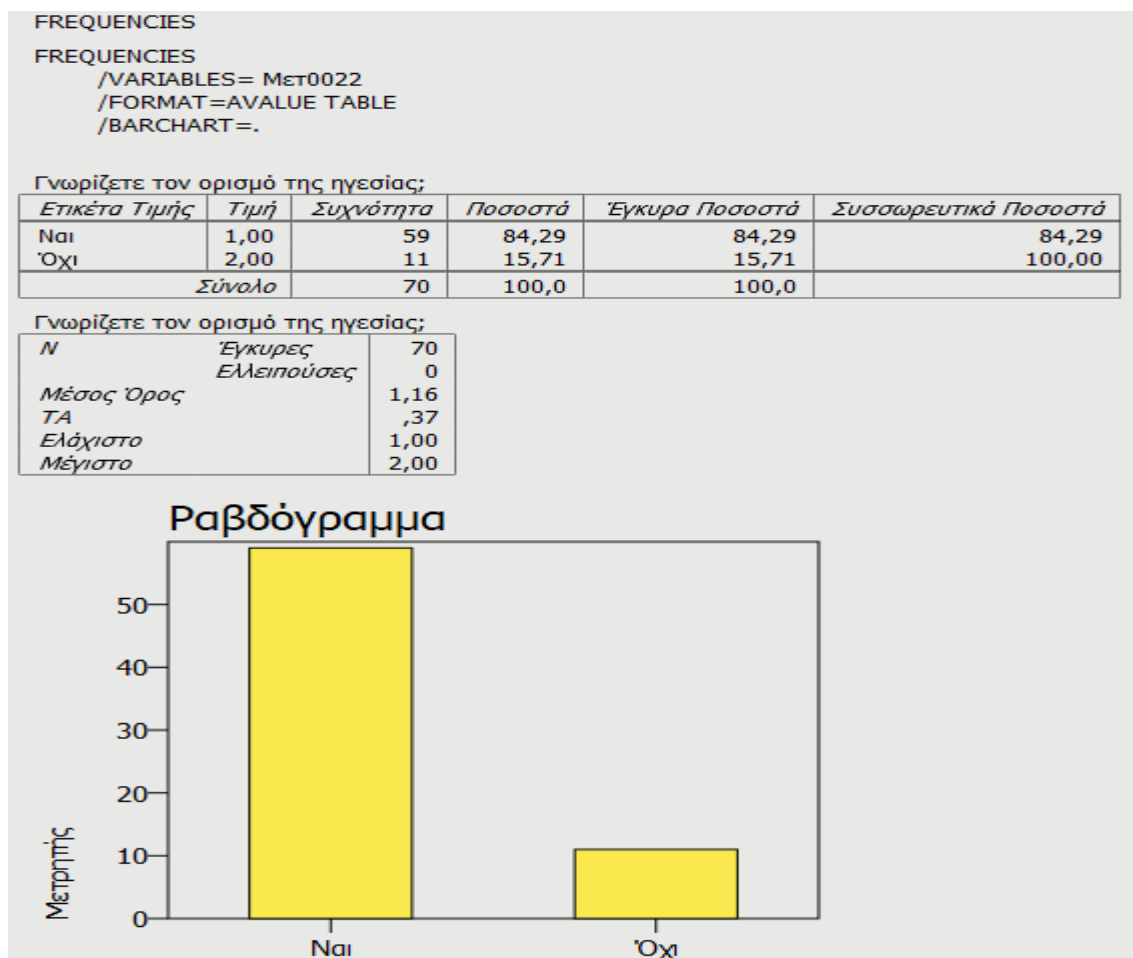 FREQUENCIES
FREQUENCIES
/VARIABLES= Μετ0022
/FORMAT=AVALUE TABLE
/BARCHART=.
Γνωρίζετε τον ορισμό της ηγεσίας;
Ετικέτα Τιμής Τιμή Συχνότητα Ποσοστά Έγκυρα Ποσοστά Συσσωρευτικά Ποσοστά
Ναι 1,00 59 84,29 84,29 84,29
Όχι 2,00 11 15,71 15,71 100,00
Σύνολο 70 100,0 100,0
Γνωρίζετε τον ορισμό της ηγεσίας;
N Έγκυρες 70
Ελλειπούσες 0
Μέσος Όρος 1,16
ΤΑ ,37
Ελάχιστο 1,00
Μέγιστο 2,00
Ραβδόγραμμα
50
40
30
20
10
0
Μετρητής
Ναι Όχι